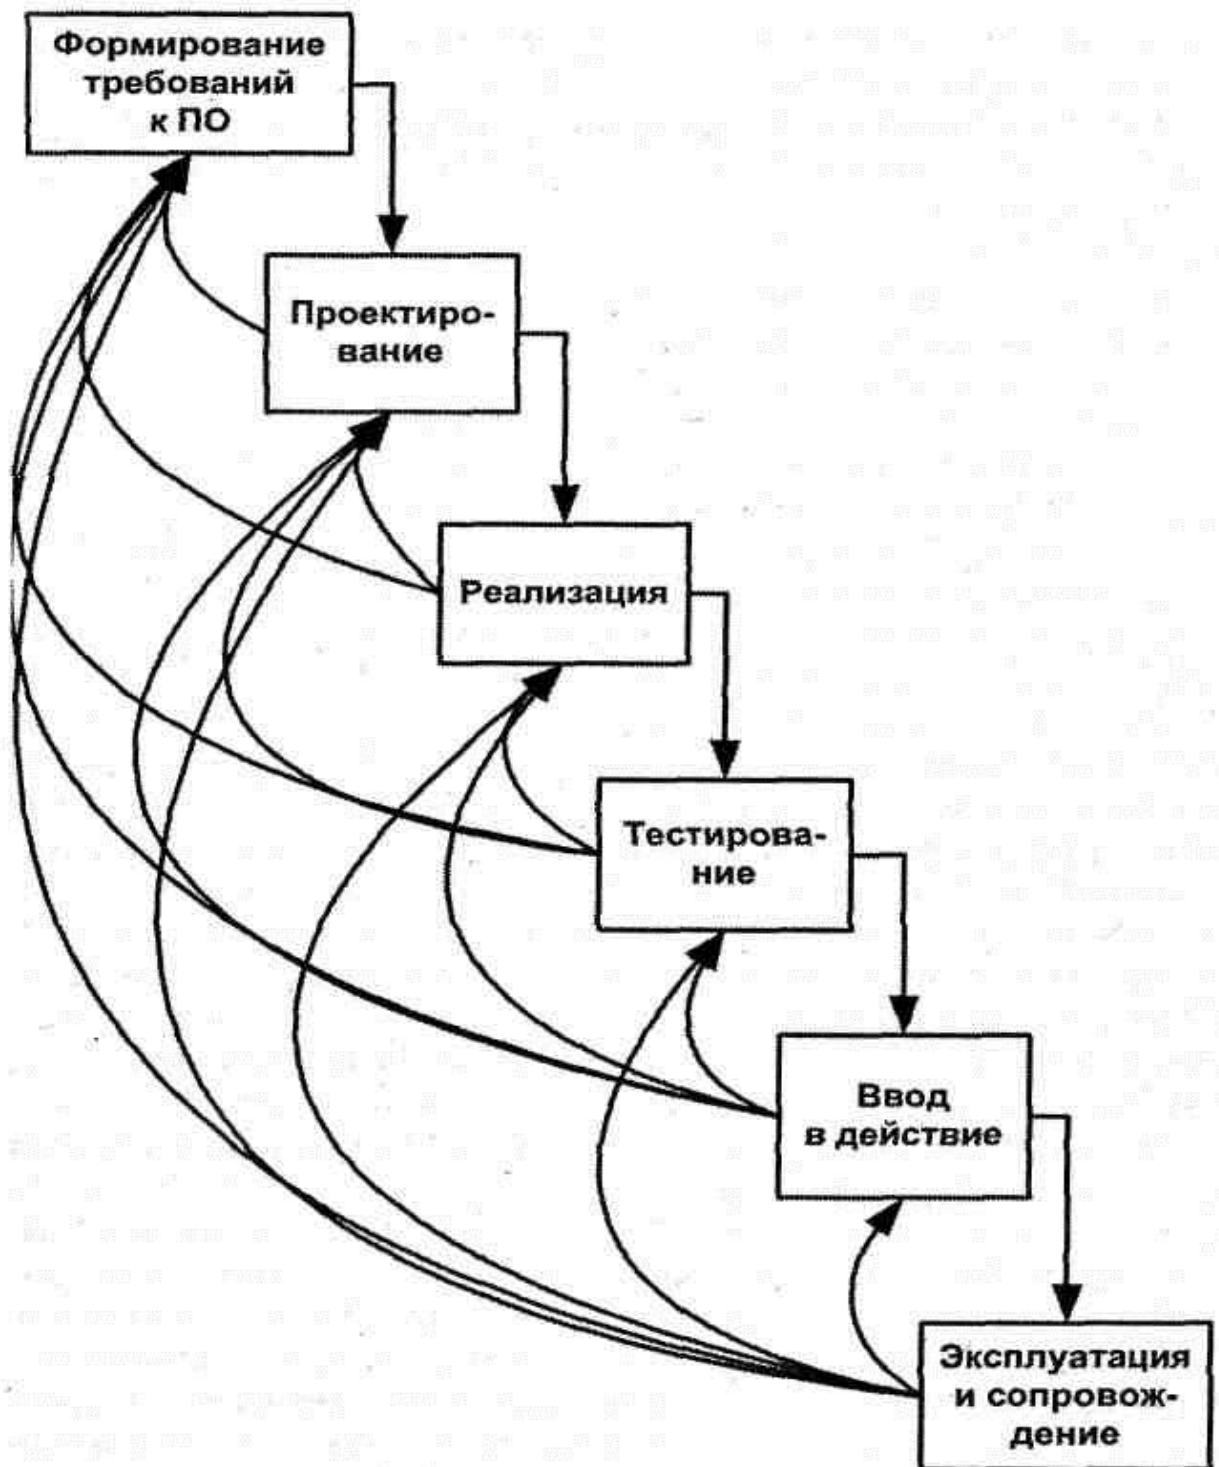 Формирование
требований
к ПО
Проектиро-
вание
Реализация
Тестирова-
ние
Ввод
в действие
Эксплуатация
и сопровож-
дение